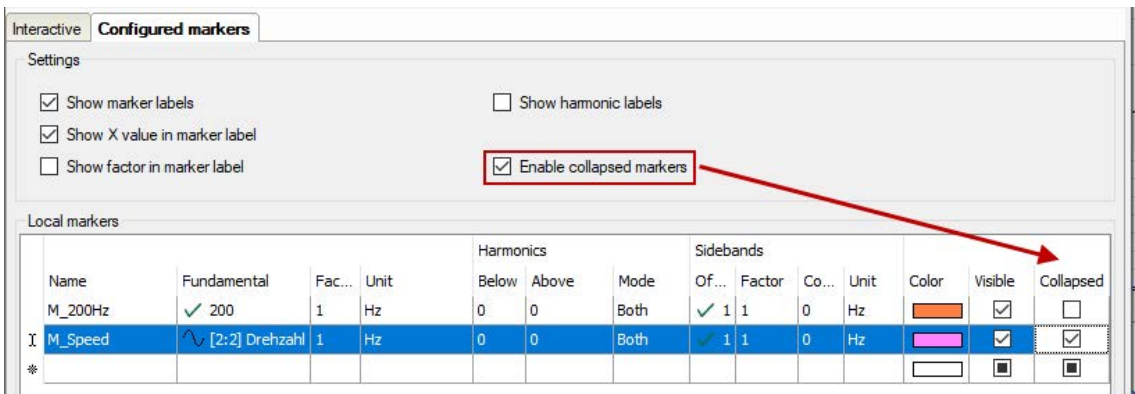 Interactive Configured markers
Settings
Show marker labels
Show harmonic labels
Show X value in marker label
Show factor in marker label
Enable collapsed markers
Local markers
Harmonics Sidebands
Name Fundamental Fac... Unit Below Above Mode Of... Factor Co... Unit Color Visible Collapsed
M_200Hz 200 1 Hz 0 0 Both 1 1 0 Hz
M_Speed [2:2] Drehzahl 1 Hz 0 0 Both 1 1 0 Hz